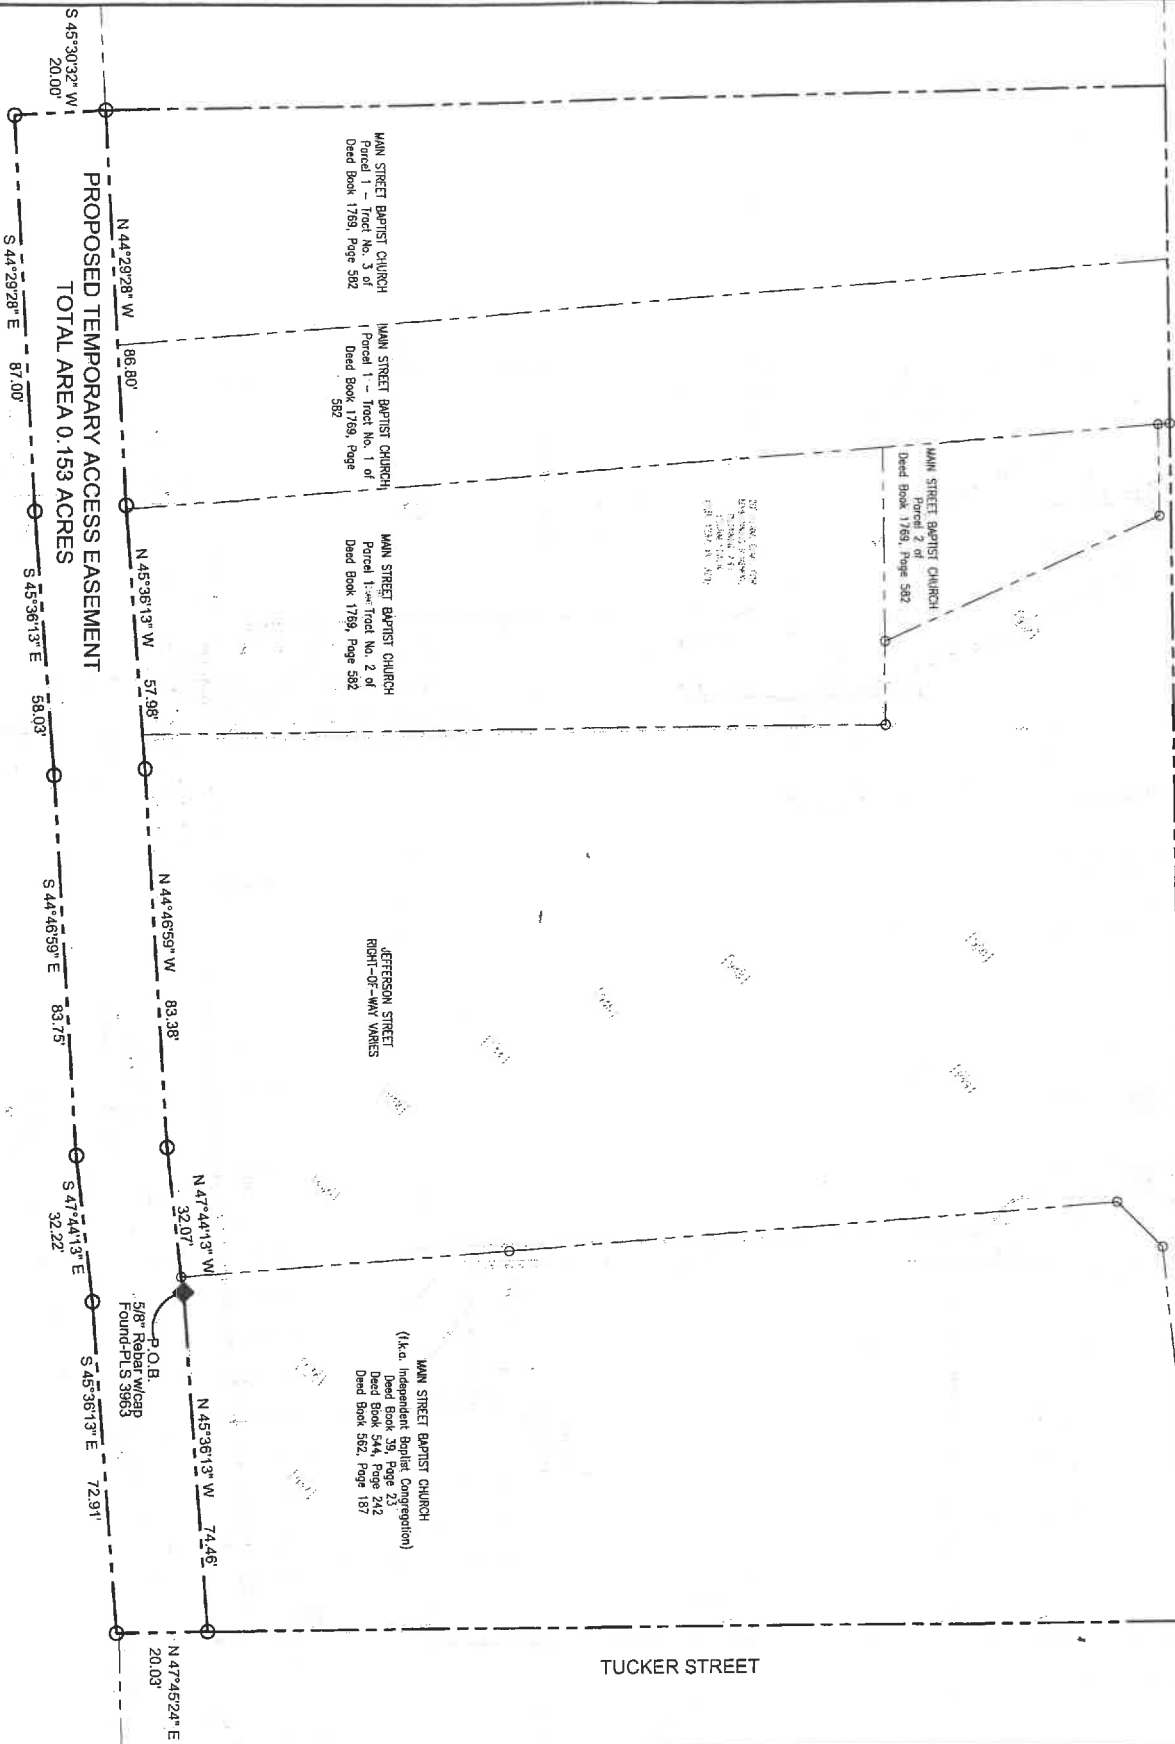 S 45°30'32" W
20.00'
MAIN STREET BAPTIST CHURCH
Parcel 1 - Tract No. 3 of
Deed Book 1769, Page 582
MAIN STREET BAPTIST CHURCH
Parcel 1 - Tract No. 1 of
Deed Book 1769, Page
582
MAIN STREET BAPTIST CHURCH
Parcel 1 Tract No. 2 of
Deed Book 1769, Page 582
MAIN STREET BAPTIST CHURCH
Parcel 2 of
Deed Book 1769, Page 582
JEFFERSON STREET
RIGHT-OF-WAY VARIES
MAIN STREET BAPTIST CHURCH
(f.k.a. Independent Baptist Congregation)
Deed Book 39, Page 23
Deed Book 544, Page 242
Deed Book 562, Page 187
N 44°29'28" W 86.80'
N 45°36'13" W 57.98'
N 44°46'59" W 83.38'
N 47°44'13" W
32.07'
N 45°36'13" W 74.46'
PROPOSED TEMPORARY ACCESS EASEMENT
TOTAL AREA 0.153 ACRES
P.O.B.
5/8" Rebar w/cap
Found-PLS 3963
S 44°29'28" E 87.00'
S 45°36'13" E 58.03'
S 44°46'59" E 83.75'
S 47°44'13" E
32.22'
S 45°36'13" E 72.91'
N 47°45'24" E
20.03'
TUCKER STREET